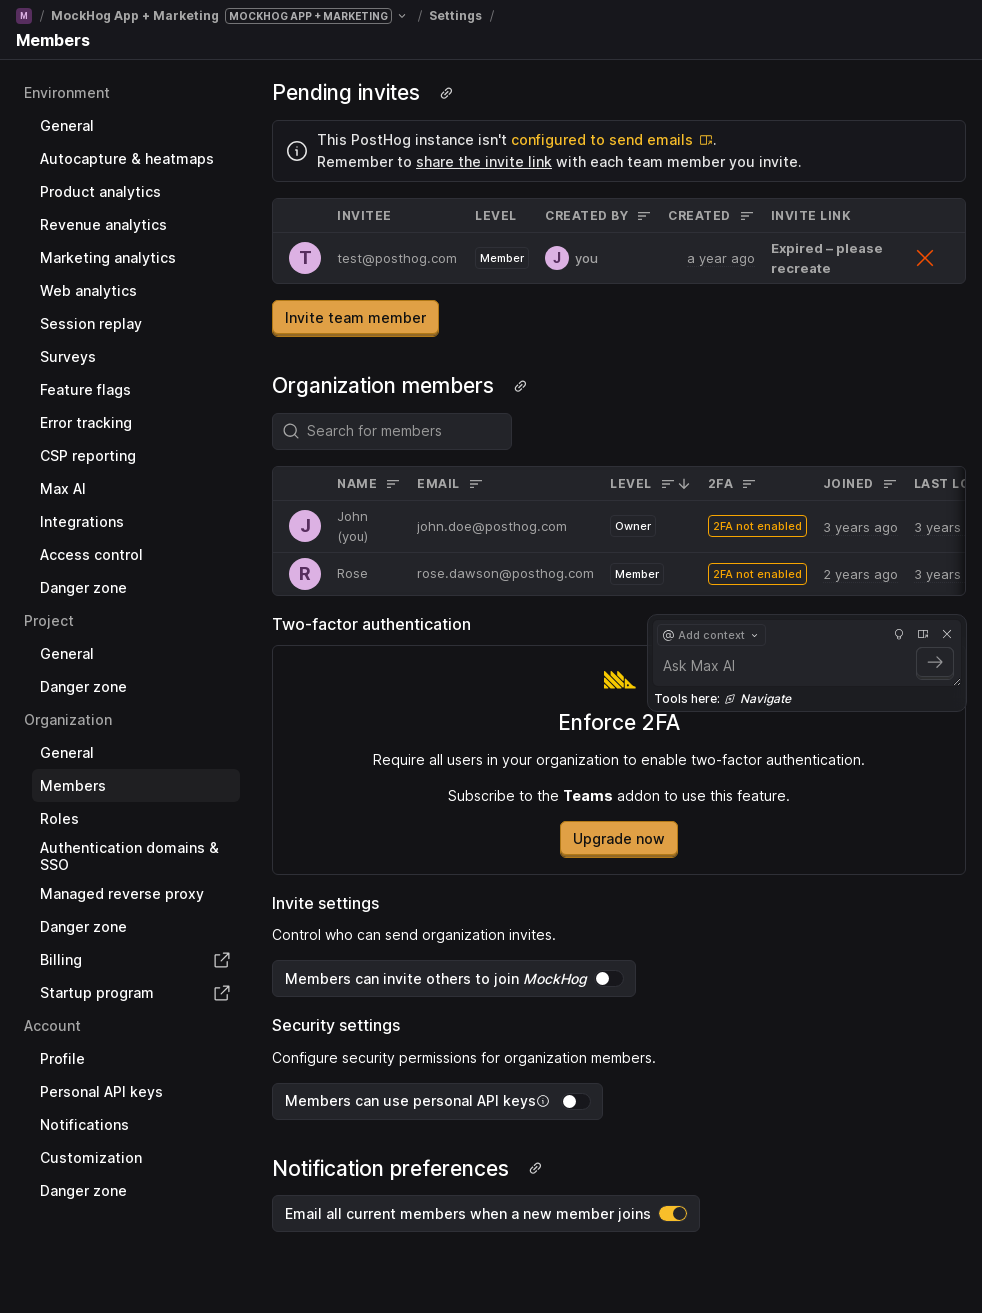 M / MockHog App + Marketing MOCKHOG APP + MARKETING / Settings /
Members
Environment
General
Autocapture & heatmaps
Product analytics
Revenue analytics
Marketing analytics
Web analytics
Session replay
Surveys
Feature flags
Error tracking
CSP reporting
Max AI
Integrations
Access control
Danger zone
Project
General
Danger zone
Organization
General
Members
Roles
Authentication domains &
SSO
Managed reverse proxy
Danger zone
Billing
Startup program
Account
Profile
Personal API keys
Notifications
Customization
Danger zone
Pending invites
This PostHog instance isn't configured to send emails.
Remember to share the invite link with each team member you invite.
INVITEE LEVEL CREATED BY CREATED INVITE LINK
T test@posthog.com Member J you a year ago Expired – please
recreate
Invite team member
Organization members
Search for members
NAME EMAIL LEVEL 2FA JOINED LAST LO
J John
(you) john.doe@posthog.com Owner 2FA not enabled 3 years ago 3 years
R Rose rose.dawson@posthog.com Member 2FA not enabled 2 years ago 3 years
Two-factor authentication
@ Add context
Ask Max AI
Tools here: Navigate
Enforce 2FA
Require all users in your organization to enable two-factor authentication.
Subscribe to the Teams addon to use this feature.
Upgrade now
Invite settings
Control who can send organization invites.
Members can invite others to join MockHog
Security settings
Configure security permissions for organization members.
Members can use personal API keys
Notification preferences
Email all current members when a new member joins